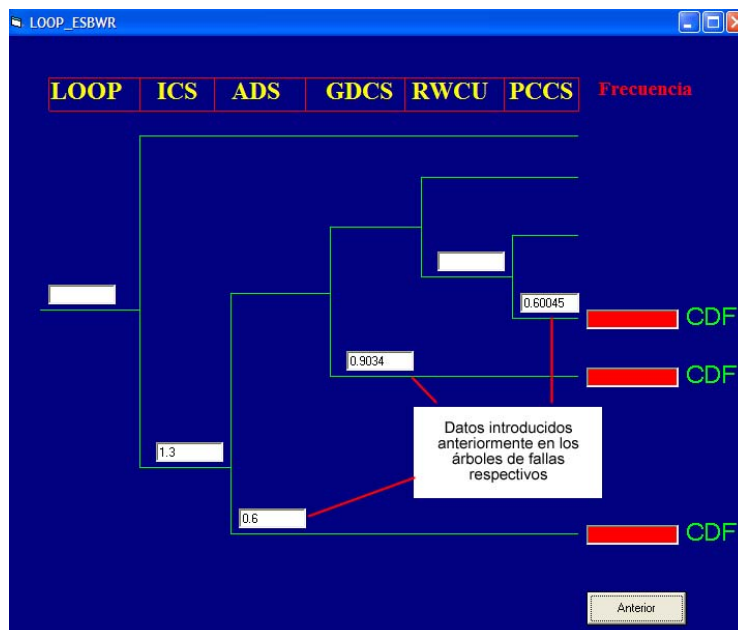 LOOP_ESBWR
LOOP ICS ADS GDCS RWCU PCCS Frecuencia
0.60045
CDF
0.9034
CDF
Datos introducidos
anteriormente en los
árboles de fallas
respectivos
1.3
0.6
CDF
Anterior